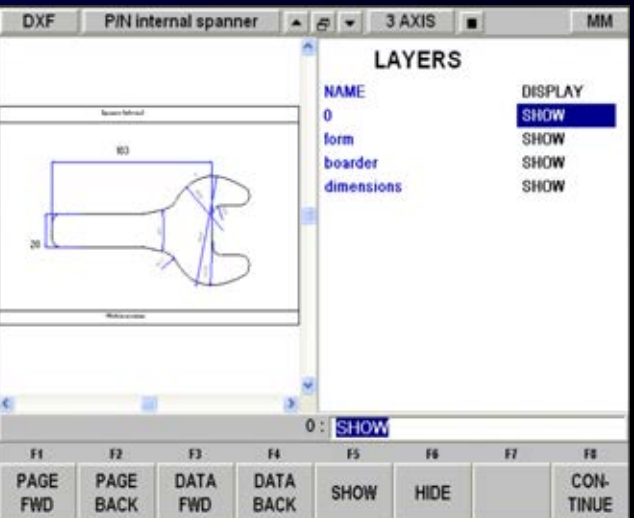 DXF P/N internal spanner 3 AXIS MM
LAYERS
NAME DISPLAY
0 SHOW
form SHOW
boarder SHOW
dimensions SHOW
103
0: SHOW
F1 F2 F3 F4 F5 F6 F7 F8
PAGE FWD PAGE BACK DATA FWD DATA BACK SHOW HIDE CON-TINUE